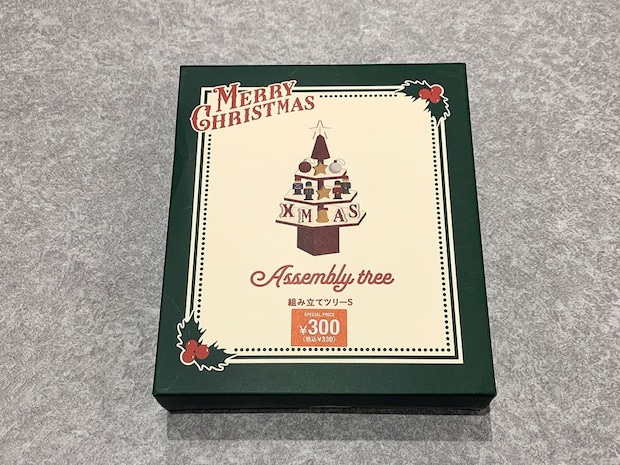 MERRY
CHRISTMAS
XMAS
Assembly tree
組み立てツリーS
SPECIAL PRICE
¥300
(税込¥330)